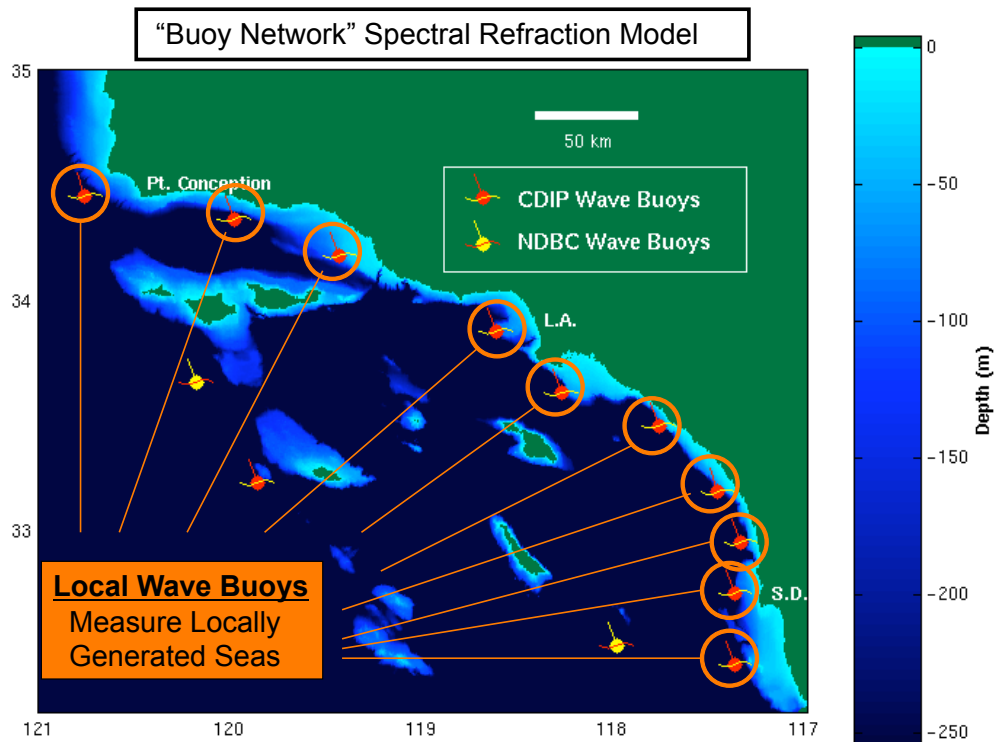 “Buoy Network” Spectral Refraction Model
35
34
33
121
120
119
118
117
50 km
Pt. Conception
CDIP Wave Buoys
NDBC Wave Buoys
L.A.
S.D.
Local Wave Buoys
Measure Locally
Generated Seas
0
-50
-100
-150
-200
-250
Depth (m)